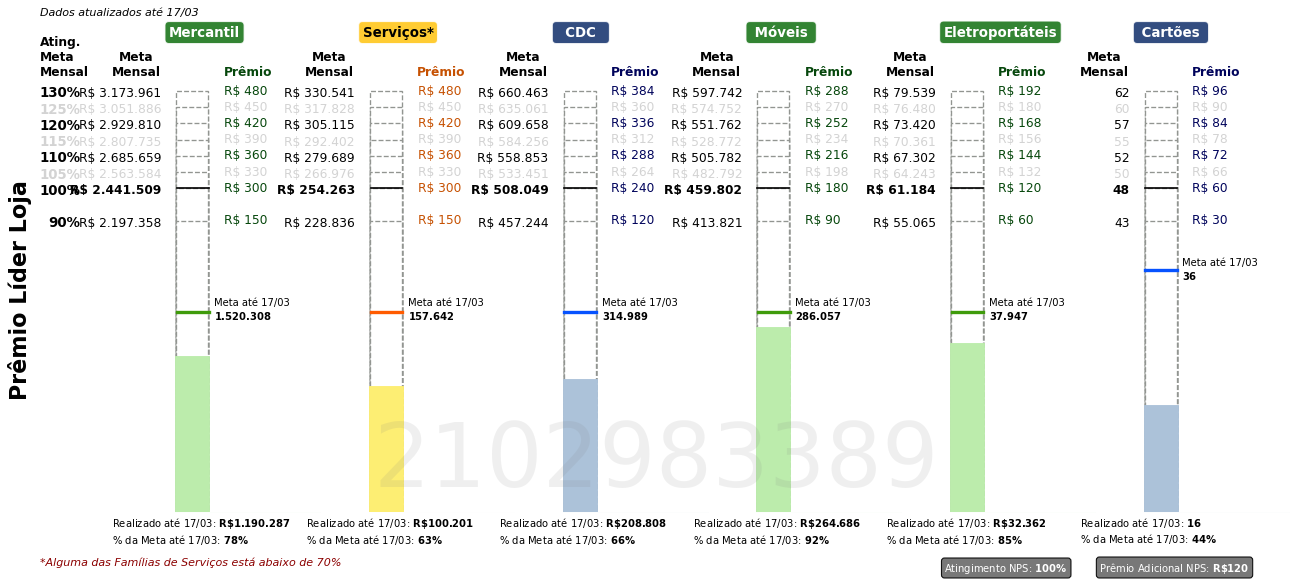 Dados atualizados até 17/03
Mercantil Serviços* CDC Móveis Eletroportáteis Cartões
Ating. Meta Mensal
Meta Mensal Prêmio Meta Mensal Prêmio Meta Mensal Prêmio Meta Mensal Prêmio Meta Mensal Prêmio Meta Mensal Prêmio
130% R$ 3.173.961 R$ 480 R$ 330.541 R$ 480 R$ 660.463 R$ 384 R$ 597.742 R$ 288 R$ 79.539 R$ 192 62 R$ 96
125% R$ 3.051.886 R$ 450 R$ 317.828 R$ 450 R$ 635.061 R$ 360 R$ 574.752 R$ 270 R$ 76.480 R$ 180 60 R$ 90
120% R$ 2.929.810 R$ 420 R$ 305.115 R$ 420 R$ 609.658 R$ 336 R$ 551.762 R$ 252 R$ 73.420 R$ 168 57 R$ 84
115% R$ 2.807.735 R$ 390 R$ 292.402 R$ 390 R$ 584.256 R$ 312 R$ 528.772 R$ 234 R$ 70.361 R$ 156 55 R$ 78
110% R$ 2.685.659 R$ 360 R$ 279.689 R$ 360 R$ 558.853 R$ 288 R$ 505.782 R$ 216 R$ 67.302 R$ 144 52 R$ 72
105% R$ 2.563.584 R$ 330 R$ 266.976 R$ 330 R$ 533.451 R$ 264 R$ 482.792 R$ 198 R$ 64.243 R$ 132 50 R$ 66
100% R$ 2.441.509 R$ 300 R$ 254.263 R$ 300 R$ 508.049 R$ 240 R$ 459.802 R$ 180 R$ 61.184 R$ 120 48 R$ 60
90% R$ 2.197.358 R$ 150 R$ 228.836 R$ 150 R$ 457.244 R$ 120 R$ 413.821 R$ 90 R$ 55.065 R$ 60 43 R$ 30
Prêmio Líder Loja
Meta até 17/03
36
Meta até 17/03 Meta até 17/03 Meta até 17/03 Meta até 17/03 Meta até 17/03
1.520.308 157.642 314.989 286.057 37.947
2102983389
Realizado até 17/03: R$1.190.287 Realizado até 17/03: R$100.201 Realizado até 17/03: R$208.808 Realizado até 17/03: R$264.686 Realizado até 17/03: R$32.362 Realizado até 17/03: 16
% da Meta até 17/03: 78% % da Meta até 17/03: 63% % da Meta até 17/03: 66% % da Meta até 17/03: 92% % da Meta até 17/03: 85% % da Meta até 17/03: 44%
*Alguma das Famílias de Serviços está abaixo de 70%
Atingimento NPS: 100% Prêmio Adicional NPS: R$120